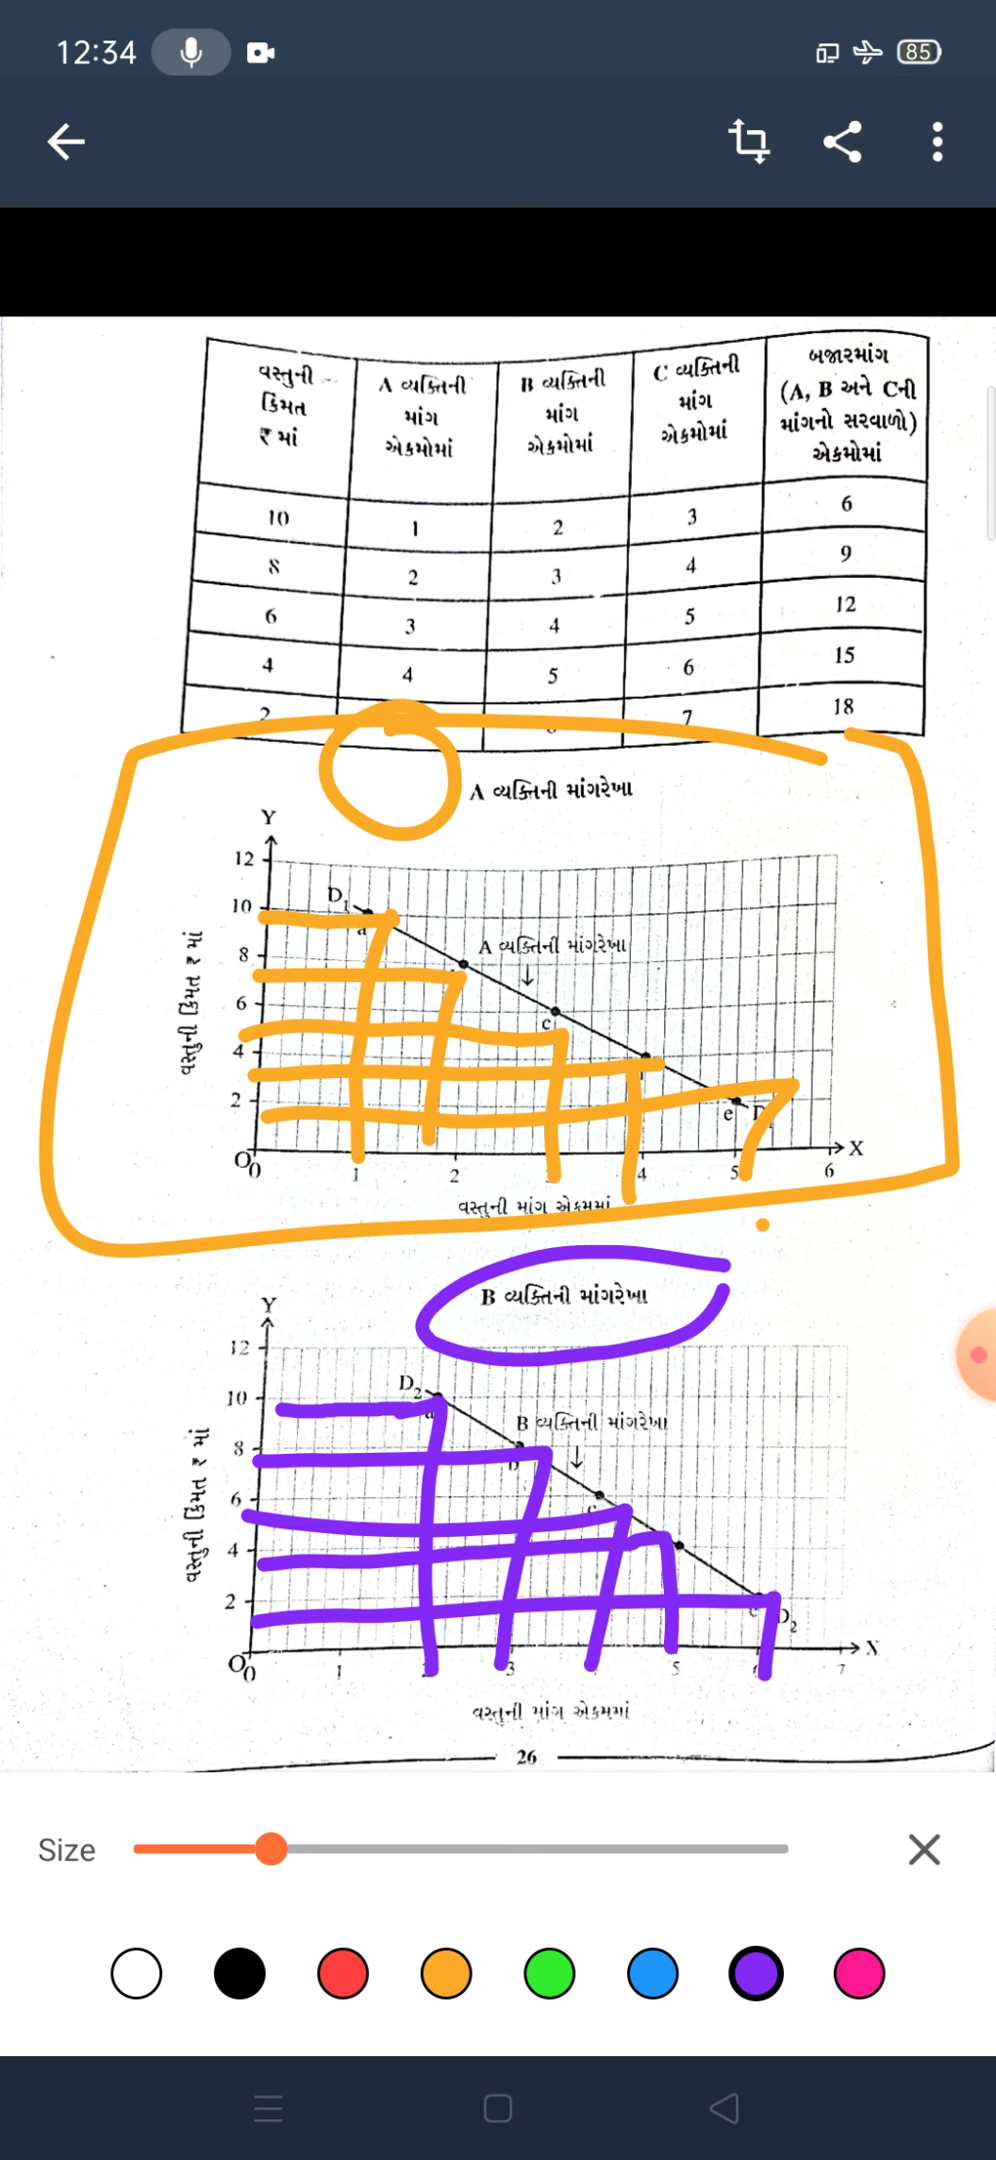 12:34 85
વસ્તુની
કિંમત
₹ માં
A વ્યક્તિની
માંગ
એકમોમાં
B વ્યક્તિની
માંગ
એકમોમાં
C વ્યક્તિની
માંગ
એકમોમાં
બજારમાંગ
(A, B અને Cની
માંગનો સરવાળો)
એકમોમાં
10 1 2 3 6
8 2 3 4 9
6 3 4 5 12
4 4 5 6 15
2 7 18
A વ્યક્તિની માંગરેખા
Y
12
10
8
6
4
2
O
વસ્તુની કિંમત ₹ માં
D1
a
A વ્યક્તિની માંગરેખા
c
e D
0 1 2 4 5 6 X
વસ્તુની માંગ એકમમાં
B વ્યક્તિની માંગરેખા
Y
12
10
8
6
4
2
O
વસ્તુની કિંમત ₹ માં
D2
a
B વ્યક્તિની માંગરેખા
b
c
e D2
0 1 2 3 5 7 X
વસ્તુની માંગ એકમમાં
26
Size